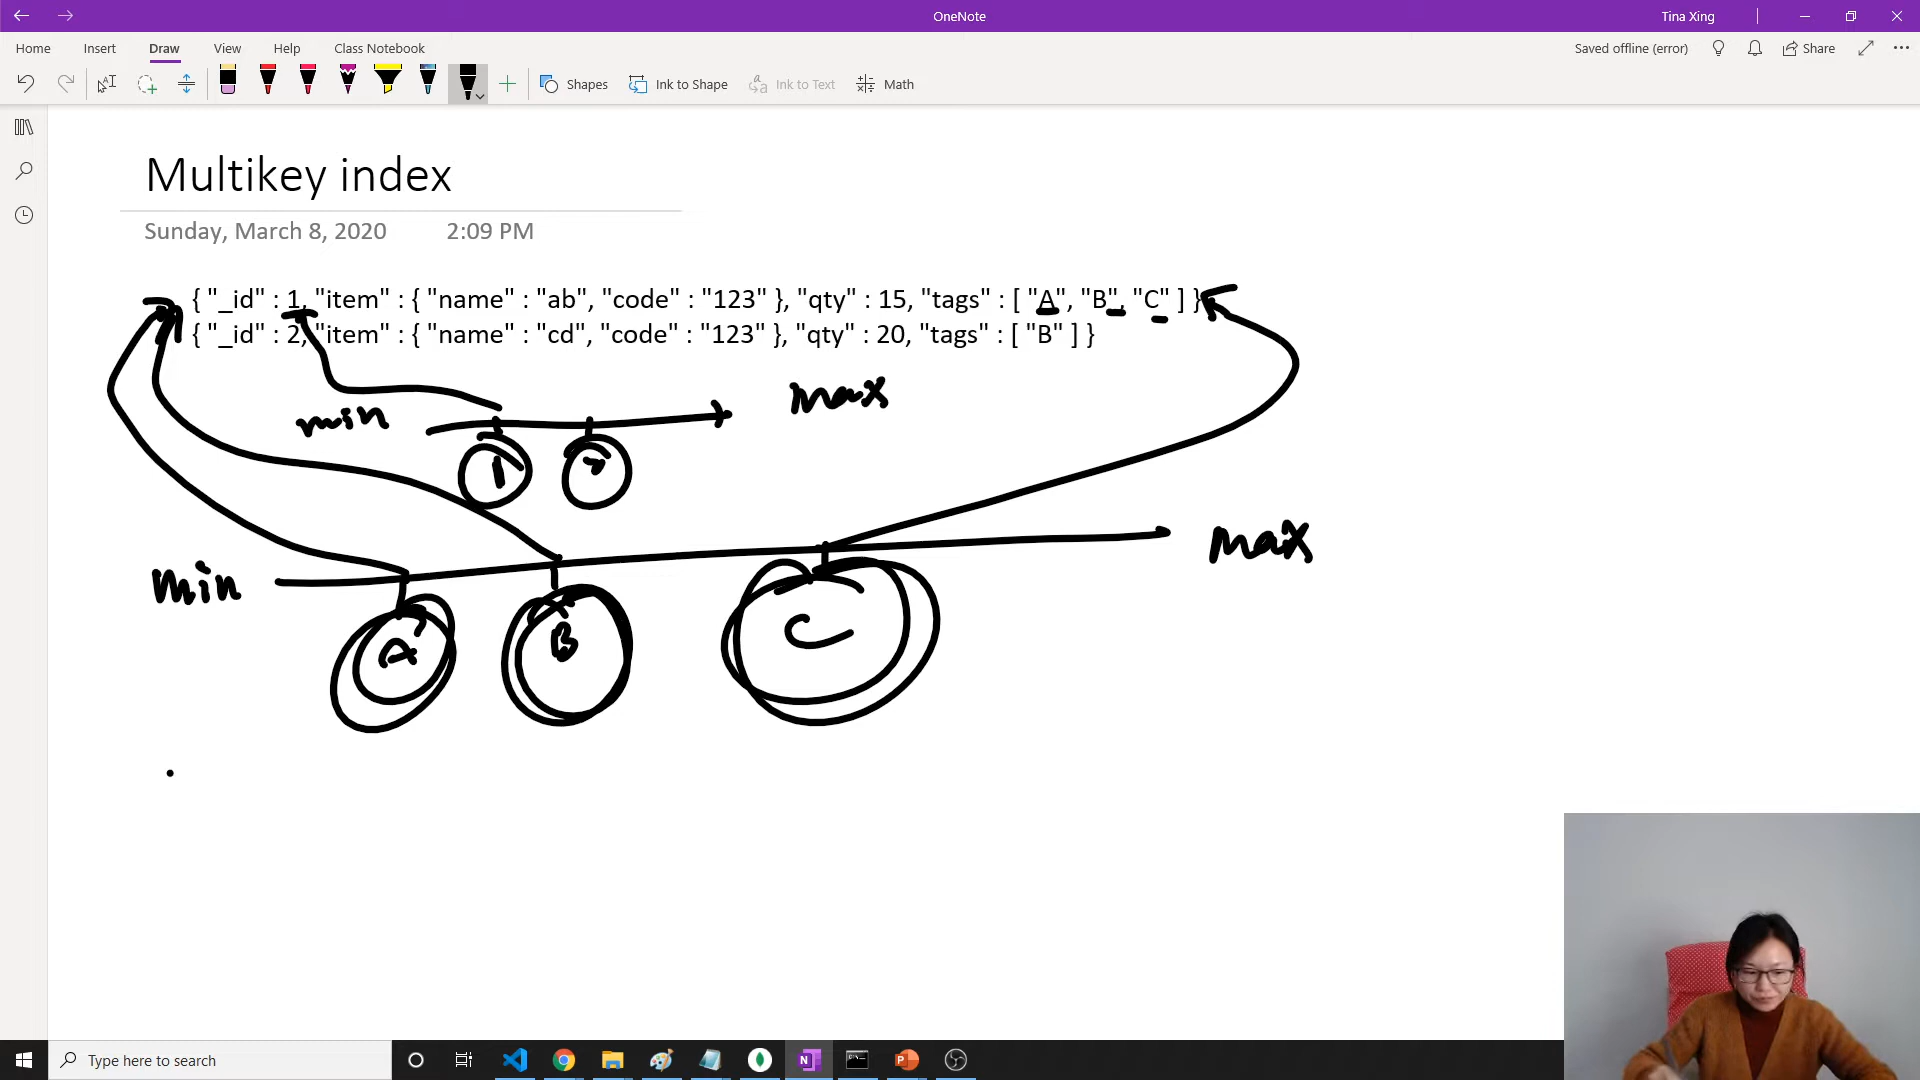 OneNote
Tina Xing
Home Insert Draw View Help Class Notebook
Saved offline (error) Share
Shapes Ink to Shape Ink to Text Math
Multikey index
Sunday, March 8, 2020 2:09 PM
{ "_id" : 1, "item" : { "name" : "ab", "code" : "123" }, "qty" : 15, "tags" : [ "A", "B", "C" ] }
{ "_id" : 2, "item" : { "name" : "cd", "code" : "123" }, "qty" : 20, "tags" : [ "B" ] }
min max
1 2
min max
a B C
Type here to search